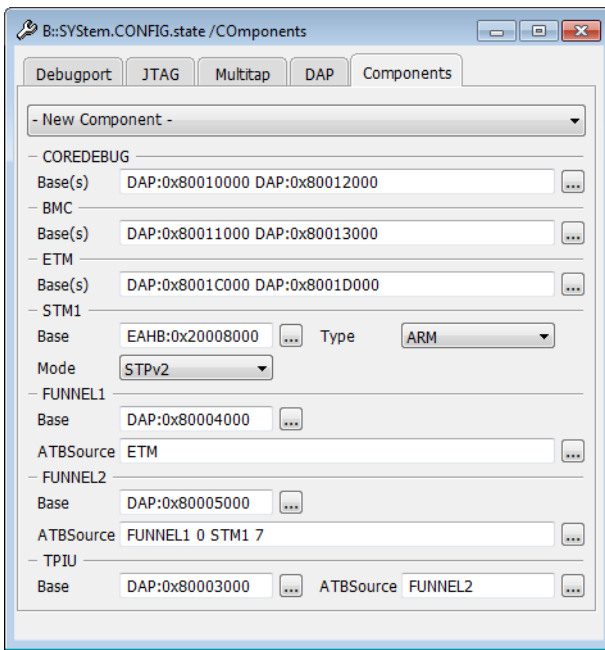 B::SYStem.CONFIG.state /COmponents
Debugport JTAG Multitap DAP Components
- New Component -
COREDEBUG
Base(s) DAP:0x80010000 DAP:0x80012000 ...
BMC
Base(s) DAP:0x80011000 DAP:0x80013000 ...
ETM
Base(s) DAP:0x8001C000 DAP:0x8001D000 ...
STM1
Base EAHB:0x20008000 ... Type ARM
Mode STPv2
FUNNEL1
Base DAP:0x80004000 ...
ATBSource ETM ...
FUNNEL2
Base DAP:0x80005000 ...
ATBSource FUNNEL1 0 STM1 7 ...
TPIU
Base DAP:0x80003000 ... ATBSource FUNNEL2 ...